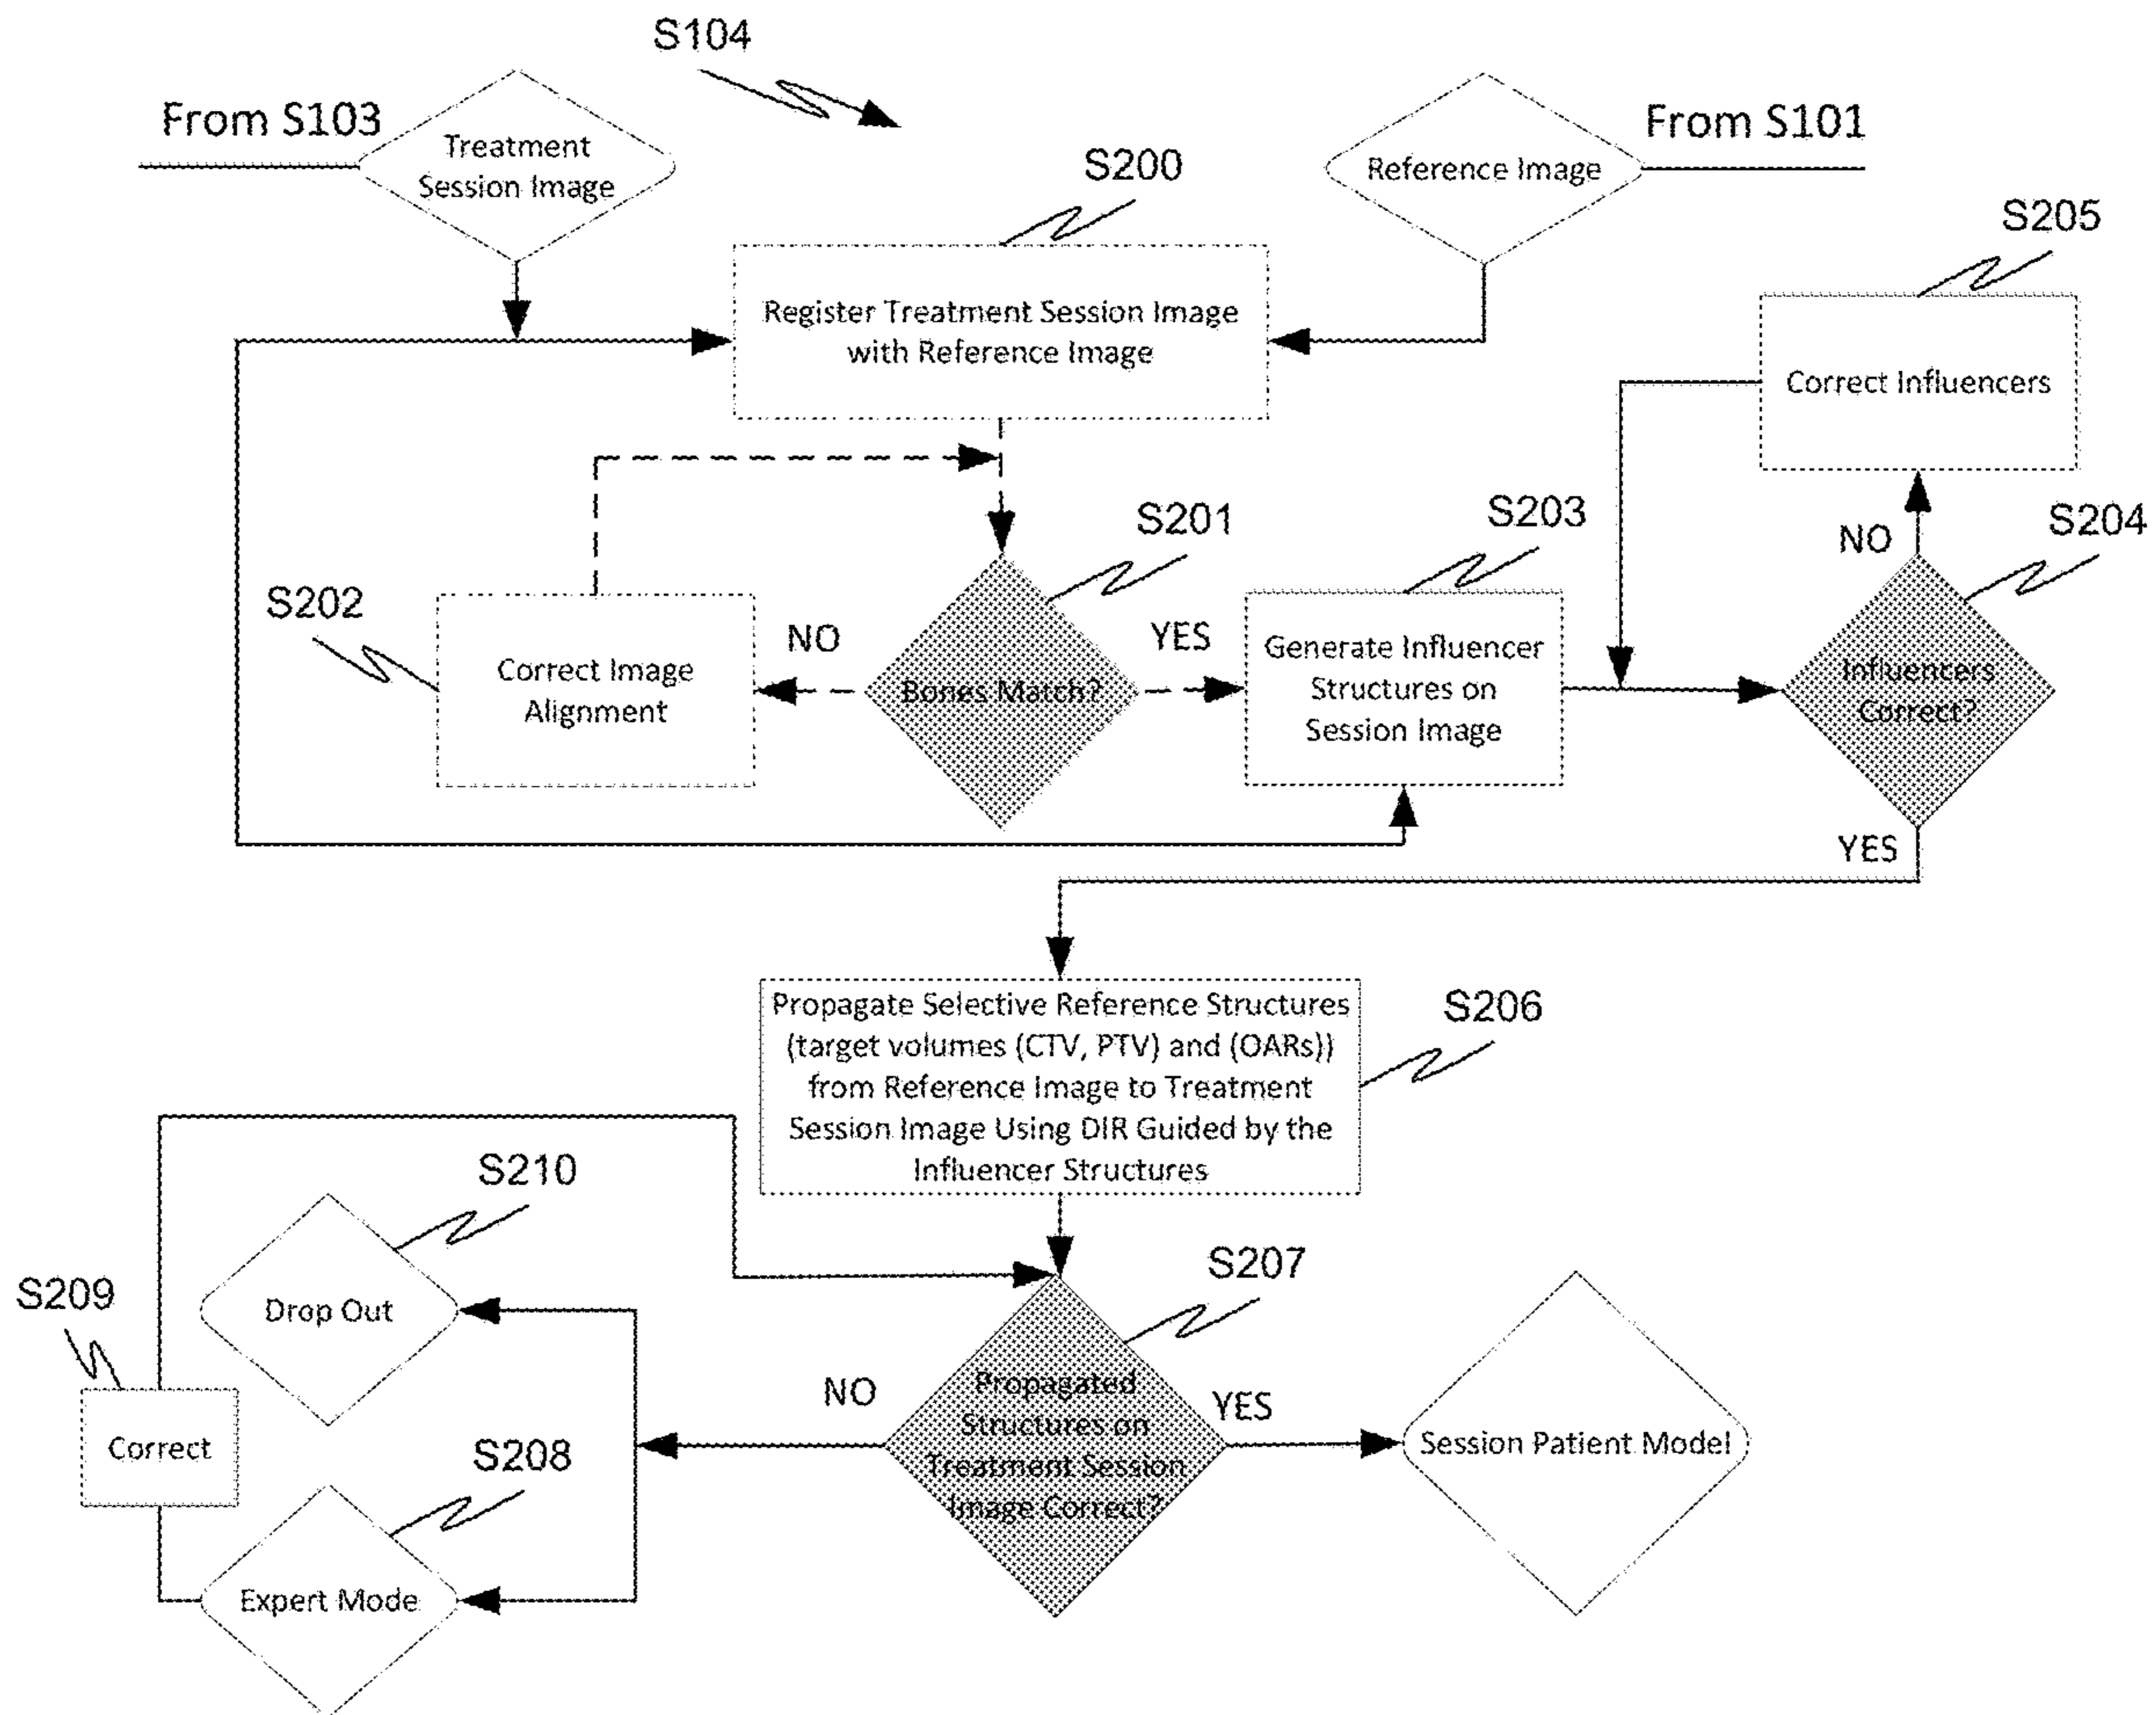 S104
From S103
Treatment
Session Image
S200
Reference Image
From S101
S205
Register Treatment Session Image
with Reference Image
Correct Influencers
S201
S203
S204
NO
S202
Correct Image
Alignment
NO
Bones Match?
YES
Generate Influencer
Structures on
Session Image
Influencers
Correct?
YES
Propagate Selective Reference Structures
(target volumes (CTV, PTV) and (OARs))
from Reference Image to Treatment
Session Image Using DIR Guided by the
Influencer Structures
S206
S210
S207
S209
Drop Out
Correct
S208
Expert Mode
NO
Propagated
Structures on
Treatment Session
Image Correct?
YES
Session Patient Model